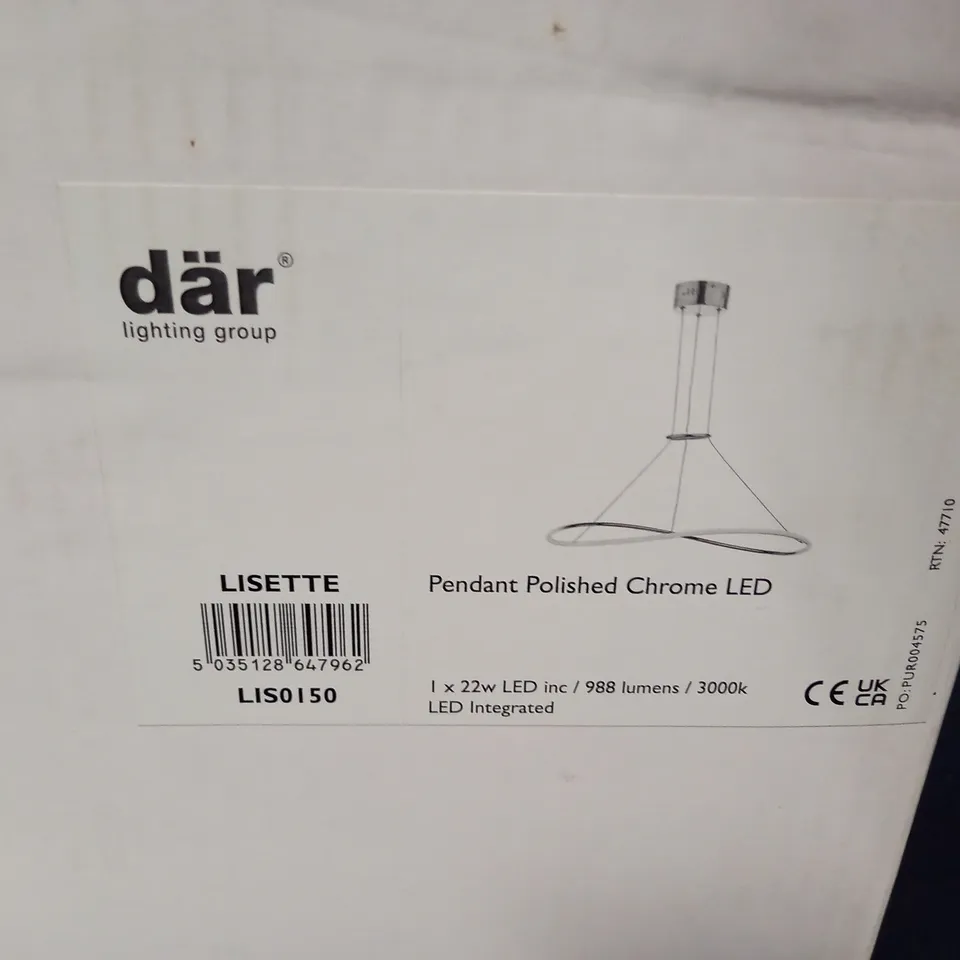 där®
lighting group
LISETTE
5 035128 647962
LIS0150
Pendant Polished Chrome LED
1 x 22w LED inc / 988 lumens / 3000k
LED Integrated
CE UK
CA
PO: PUR004575
RTN: 47710